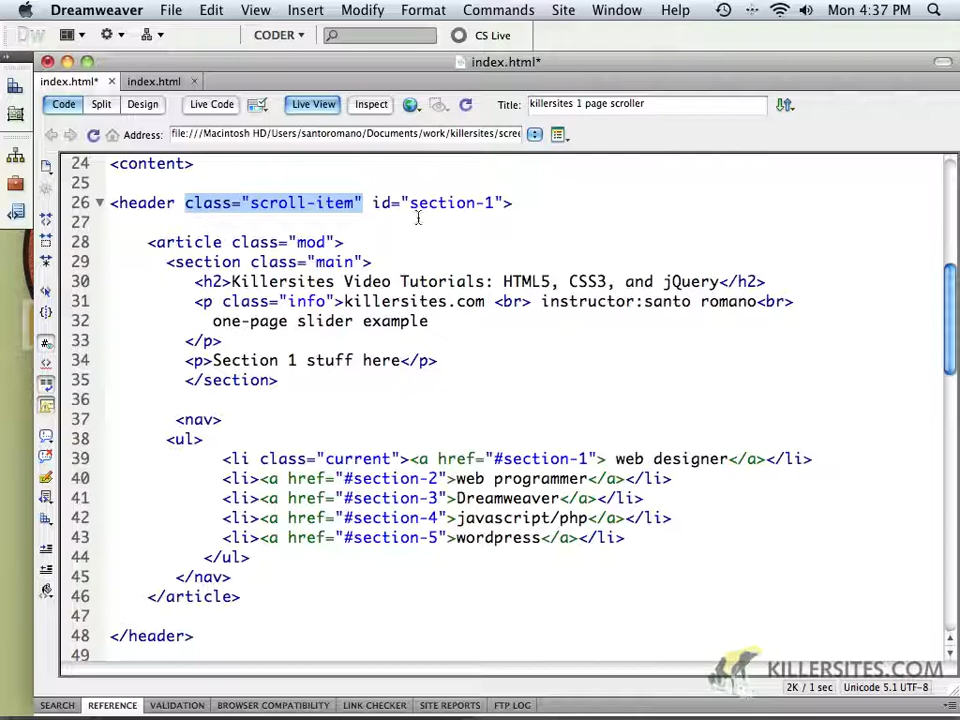 Dreamweaver File Edit View Insert Modify Format Commands Site Window Help Mon 4:37 PM
Dw CODER CS Live
index.html*
index.html* × index.html ×
Code Split Design Live Code Live View Inspect Title: killersites 1 page scroller
Address: file:///Macintosh HD/Users/santoromano/Documents/work/killersites/scree
24 <content>
25
26 <header class="scroll-item" id="section-1">
27
28 <article class="mod">
29 <section class="main">
30 <h2>Killersites Video Tutorials: HTML5, CSS3, and jQuery</h2>
31 <p class="info">killersites.com <br> instructor:santo romano<br>
32 one-page slider example
33 </p>
34 <p>Section 1 stuff here</p>
35 </section>
36
37 <nav>
38 <ul>
39 <li class="current"><a href="#section-1"> web designer</a></li>
40 <li><a href="#section-2">web programmer</a></li>
41 <li><a href="#section-3">Dreamweaver</a></li>
42 <li><a href="#section-4">javascript/php</a></li>
43 <li><a href="#section-5">wordpress</a></li>
44 </ul>
45 </nav>
46 </article>
47
48 </header>
49
KILLERSITES.COM
2K / 1 sec Unicode 5.1 UTF-8
SEARCH REFERENCE VALIDATION BROWSER COMPATIBILITY LINK CHECKER SITE REPORTS FTP LOG